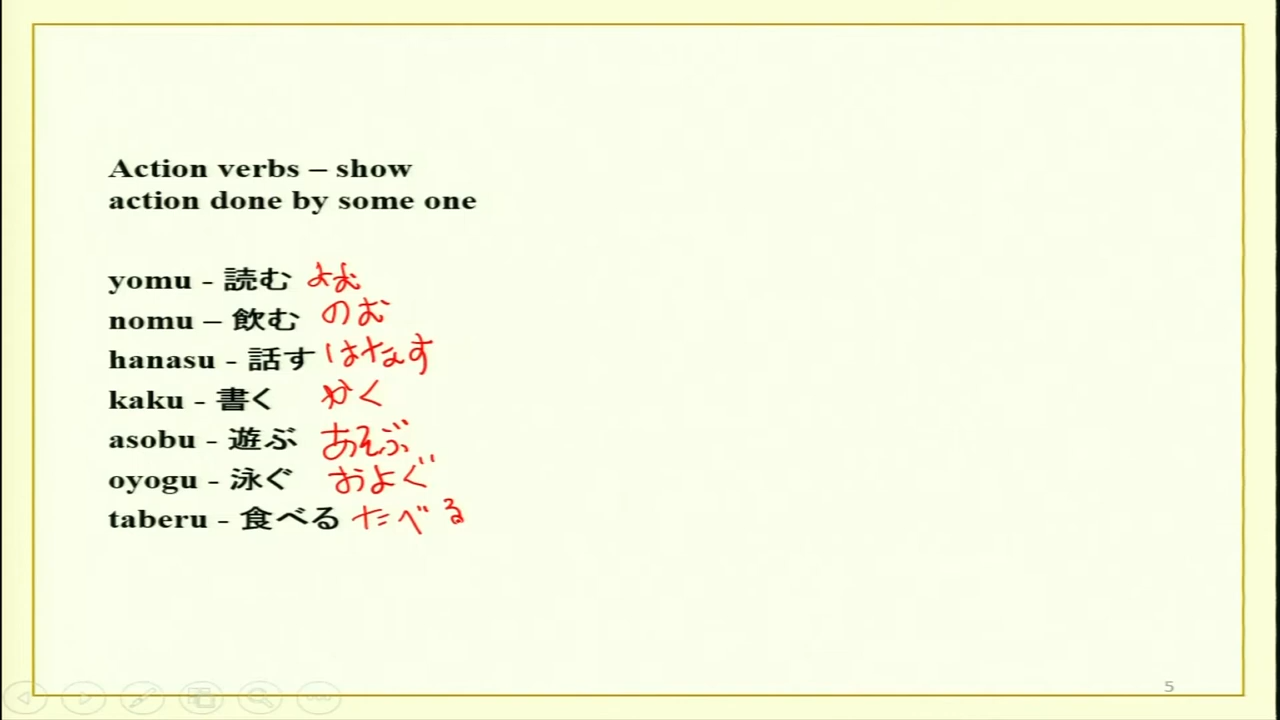 Action verbs – show
action done by some one
yomu - 読む よむ
nomu – 飲む のむ
hanasu - 話す はなす
kaku - 書く かく
asobu - 遊ぶ あそぶ
oyogu - 泳ぐ およぐ
taberu - 食べる たべる
5